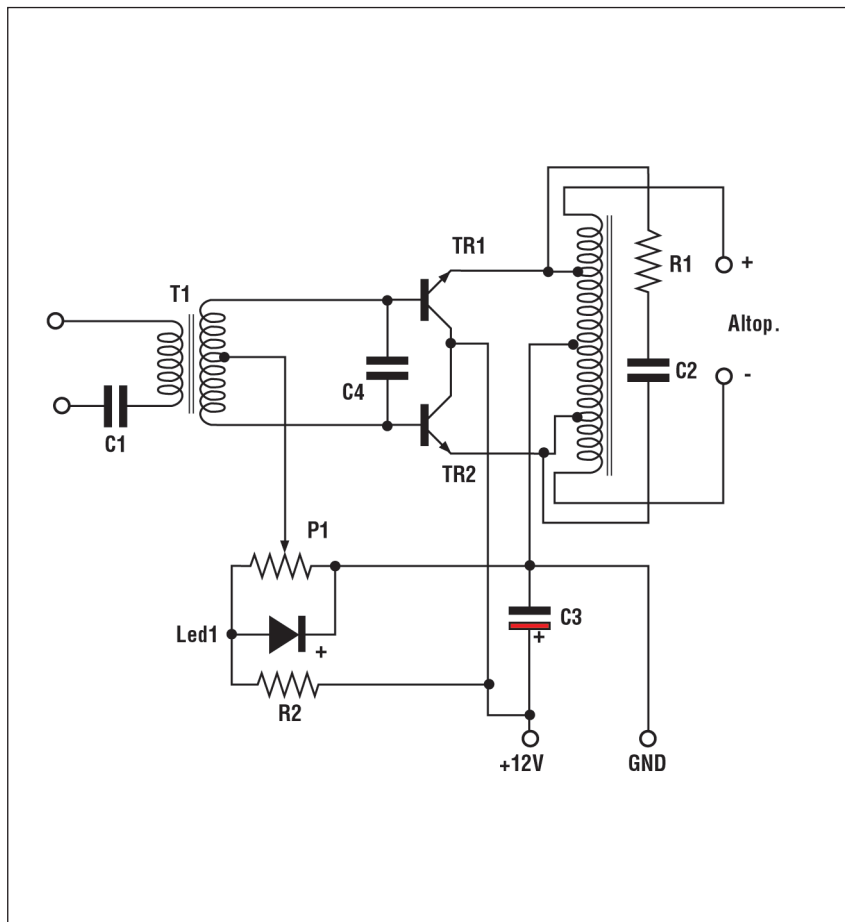 TR1
T1
+
R1
Altop.
C4
C2
-
C1
TR2
P1
C3
Led1
+
+
R2
+12V
GND